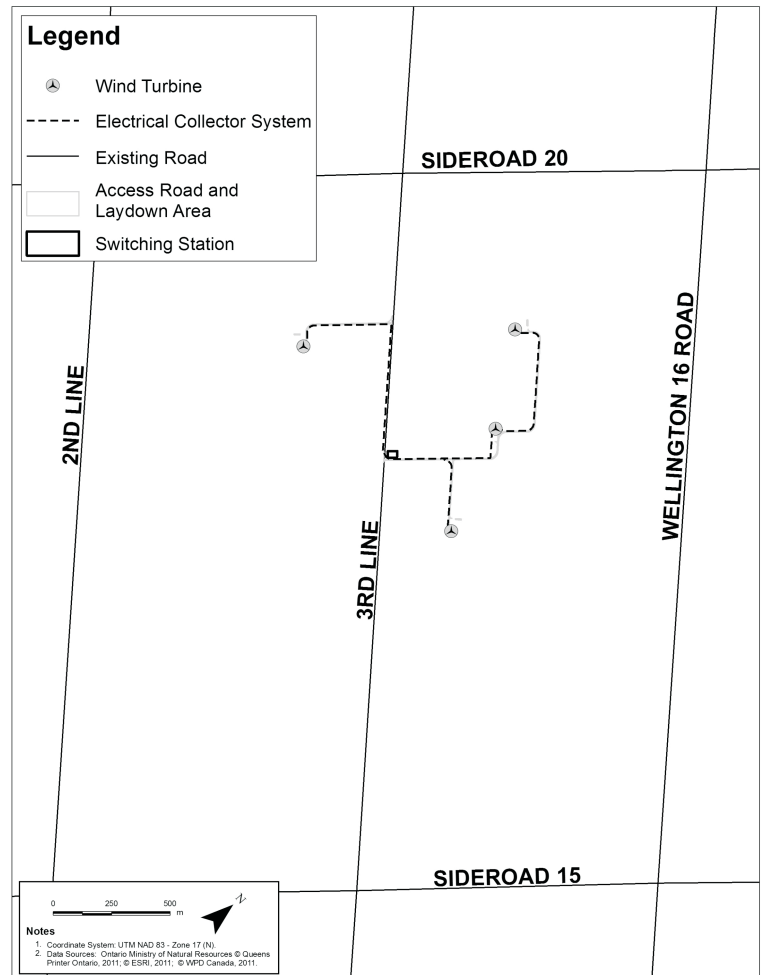 Legend
Wind Turbine
Electrical Collector System
Existing Road
Access Road and
Laydown Area
Switching Station
SIDEROAD 20
2ND LINE
WELLINGTON 16 ROAD
3RD LINE
SIDEROAD 15
0 250 500
m
N
Notes
1. Coordinate System: UTM NAD 83 - Zone 17 (N).
2. Data Sources: Ontario Ministry of Natural Resources © Queens
Printer Ontario, 2011; © ESRI, 2011; © WPD Canada, 2011.